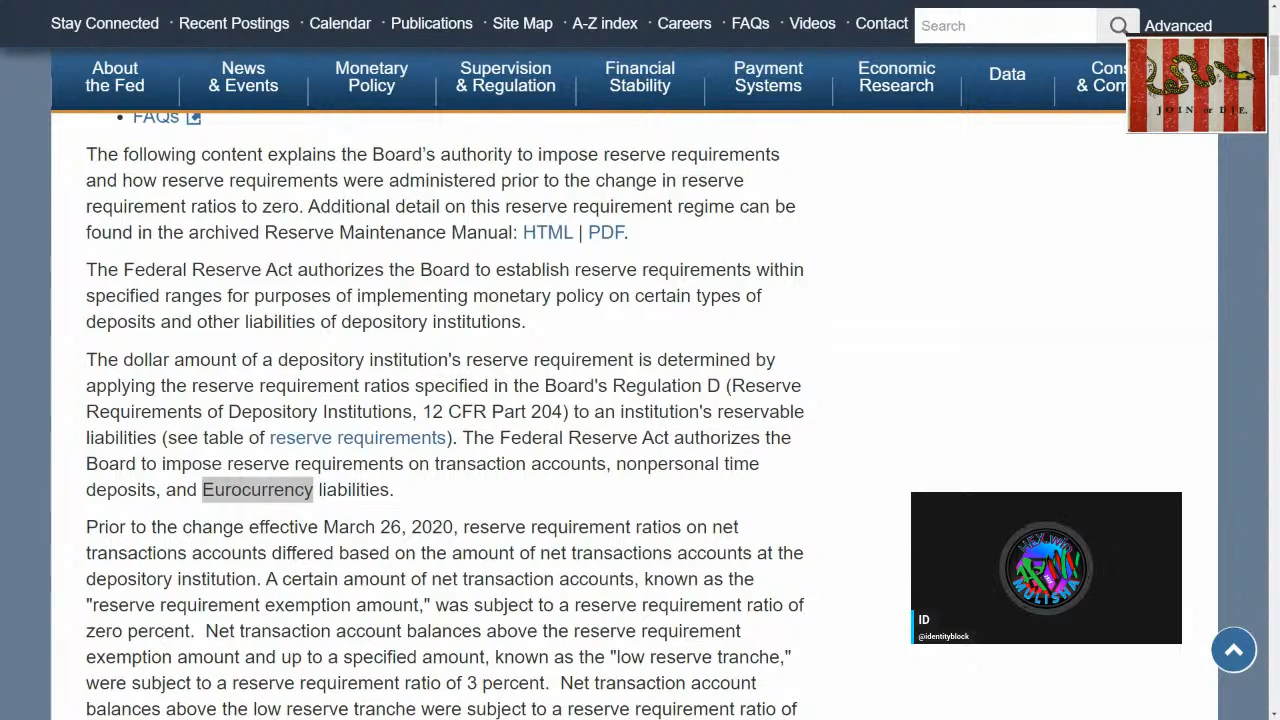 Stay Connected Recent Postings Calendar Publications Site Map A-Z index Careers FAQs Videos Contact Search Advanced
About the Fed
News & Events
Monetary Policy
Supervision & Regulation
Financial Stability
Payment Systems
Economic Research
Data
Cons
& Com
JOIN or DIE.
• FAQs
The following content explains the Board's authority to impose reserve requirements
and how reserve requirements were administered prior to the change in reserve
requirement ratios to zero. Additional detail on this reserve requirement regime can be
found in the archived Reserve Maintenance Manual: HTML | PDF.
The Federal Reserve Act authorizes the Board to establish reserve requirements within
specified ranges for purposes of implementing monetary policy on certain types of
deposits and other liabilities of depository institutions.
The dollar amount of a depository institution's reserve requirement is determined by
applying the reserve requirement ratios specified in the Board's Regulation D (Reserve
Requirements of Depository Institutions, 12 CFR Part 204) to an institution's reservable
liabilities (see table of reserve requirements). The Federal Reserve Act authorizes the
Board to impose reserve requirements on transaction accounts, nonpersonal time
deposits, and Eurocurrency liabilities.
Prior to the change effective March 26, 2020, reserve requirement ratios on net
transactions accounts differed based on the amount of net transactions accounts at the
depository institution. A certain amount of net transaction accounts, known as the
"reserve requirement exemption amount," was subject to a reserve requirement ratio of
zero percent. Net transaction account balances above the reserve requirement
exemption amount and up to a specified amount, known as the "low reserve tranche,"
were subject to a reserve requirement ratio of 3 percent. Net transaction account
balances above the low reserve tranche were subject to a reserve requirement ratio of
HEX.WIN
MULISHA
ID
@identityblock